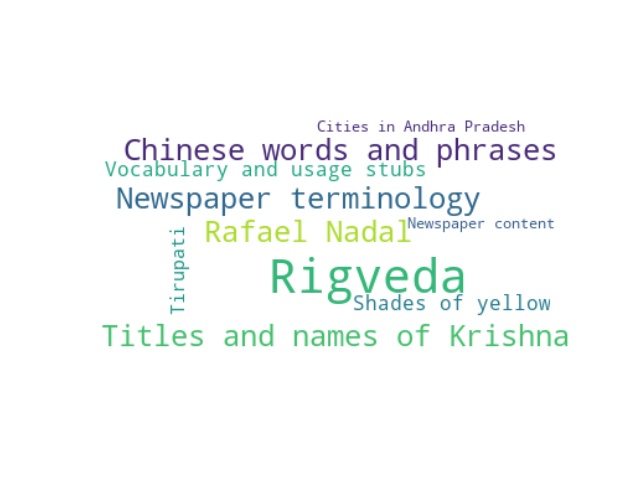 Cities in Andhra Pradesh
Chinese words and phrases
Vocabulary and usage stubs
Newspaper terminology
Newspaper content
Rafael Nadal
Tirupati
Rigveda
Shades of yellow
Titles and names of Krishna